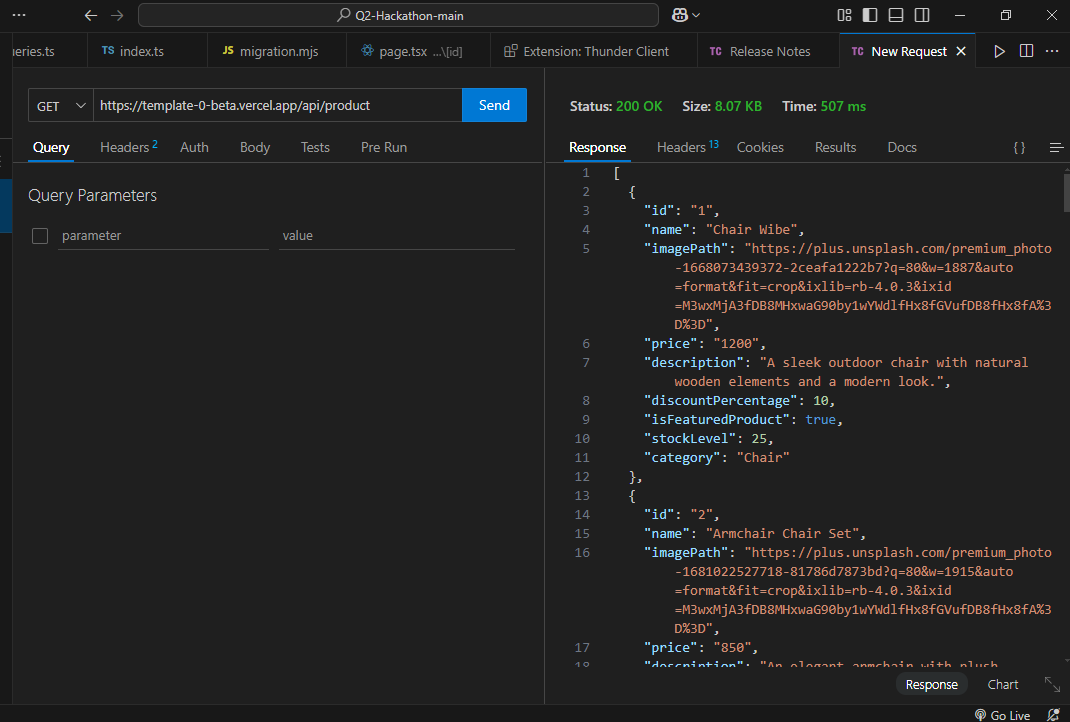 Q2-Hackathon-main
ieries.ts
TS index.ts
JS migration.mjs
page.tsx ...\[id]
Extension: Thunder Client
TC Release Notes
TC New Request
GET
https://template-0-beta.vercel.app/api/product
Send
Query
Headers 2
Auth
Body
Tests
Pre Run
Query Parameters
parameter
value
Status: 200 OK Size: 8.07 KB Time: 507 ms
Response
Headers 13
Cookies
Results
Docs
{ }
1 [
2 {
3 "id": "1",
4 "name": "Chair Wibe",
5 "imagePath": "https://plus.unsplash.com/premium_photo
-1668073439372-2ceafa1222b7?q=80&w=1887&auto
=format&fit=crop&ixlib=rb-4.0.3&ixid
=M3wxMjA3fDB8MHxwaG90by1wYWdlfHx8fGVufDB8fHx8fA%3
D%3D",
6 "price": "1200",
7 "description": "A sleek outdoor chair with natural
wooden elements and a modern look.",
8 "discountPercentage": 10,
9 "isFeaturedProduct": true,
10 "stockLevel": 25,
11 "category": "Chair"
12 },
13 {
14 "id": "2",
15 "name": "Armchair Chair Set",
16 "imagePath": "https://plus.unsplash.com/premium_photo
-1681022527718-81786d7873bd?q=80&w=1915&auto
=format&fit=crop&ixlib=rb-4.0.3&ixid
=M3wxMjA3fDB8MHxwaG90by1wYWdlfHx8fGVufDB8fHx8fA%3
D%3D",
17 "price": "850",
18 "description": "An elegant armchair with plush
Response
Chart
Go Live